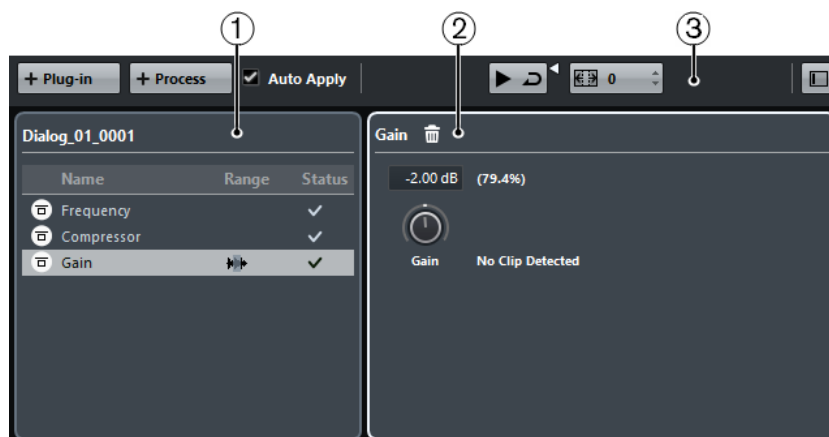 1 2 3
+ Plug-in + Process Auto Apply 0
Dialog_01_0001
Name Range Status
Frequency
Compressor
Gain
Gain
-2.00 dB (79.4%)
Gain No Clip Detected